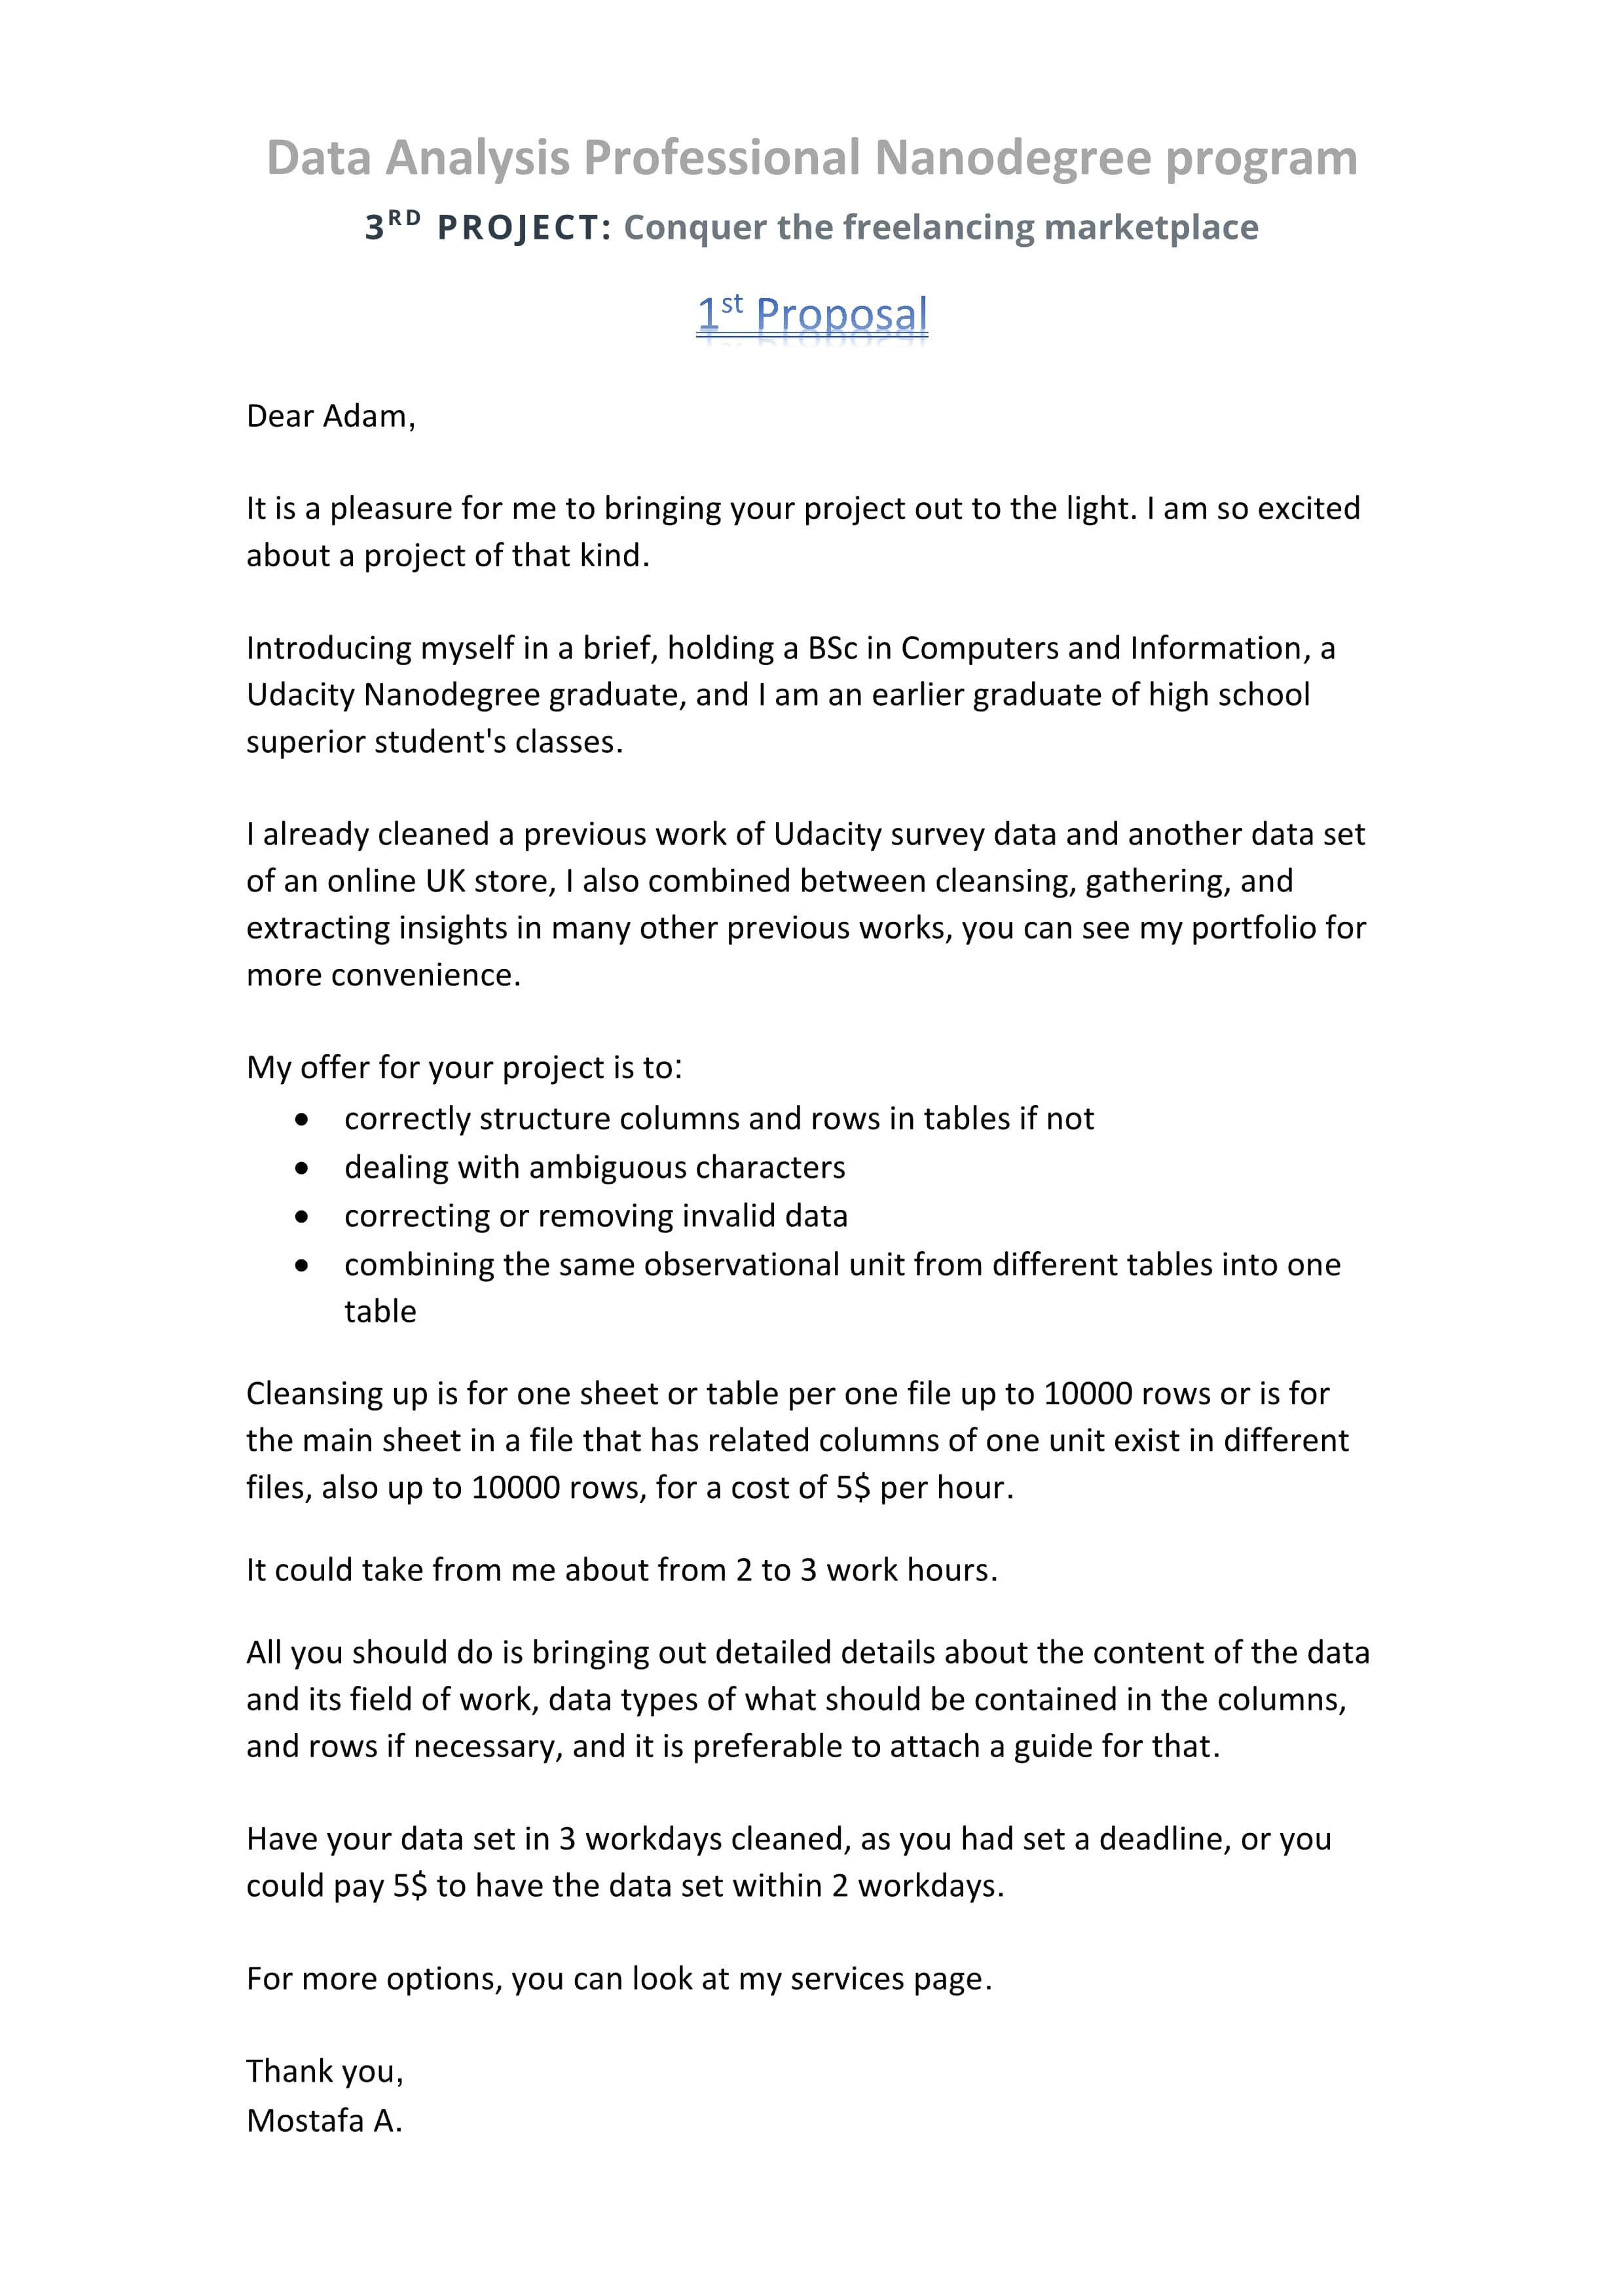 Data Analysis Professional Nanodegree program
3RD PROJECT: Conquer the freelancing marketplace
1st Proposal
Dear Adam,
It is a pleasure for me to bringing your project out to the light. I am so excited
about a project of that kind.
Introducing myself in a brief, holding a BSc in Computers and Information, a
Udacity Nanodegree graduate, and I am an earlier graduate of high school
superior student's classes.
I already cleaned a previous work of Udacity survey data and another data set
of an online UK store, I also combined between cleansing, gathering, and
extracting insights in many other previous works, you can see my portfolio for
more convenience.
My offer for your project is to:
• correctly structure columns and rows in tables if not
• dealing with ambiguous characters
• correcting or removing invalid data
• combining the same observational unit from different tables into one
table
Cleansing up is for one sheet or table per one file up to 10000 rows or is for
the main sheet in a file that has related columns of one unit exist in different
files, also up to 10000 rows, for a cost of 5$ per hour.
It could take from me about from 2 to 3 work hours.
All you should do is bringing out detailed details about the content of the data
and its field of work, data types of what should be contained in the columns,
and rows if necessary, and it is preferable to attach a guide for that.
Have your data set in 3 workdays cleaned, as you had set a deadline, or you
could pay 5$ to have the data set within 2 workdays.
For more options, you can look at my services page.
Thank you,
Mostafa A.